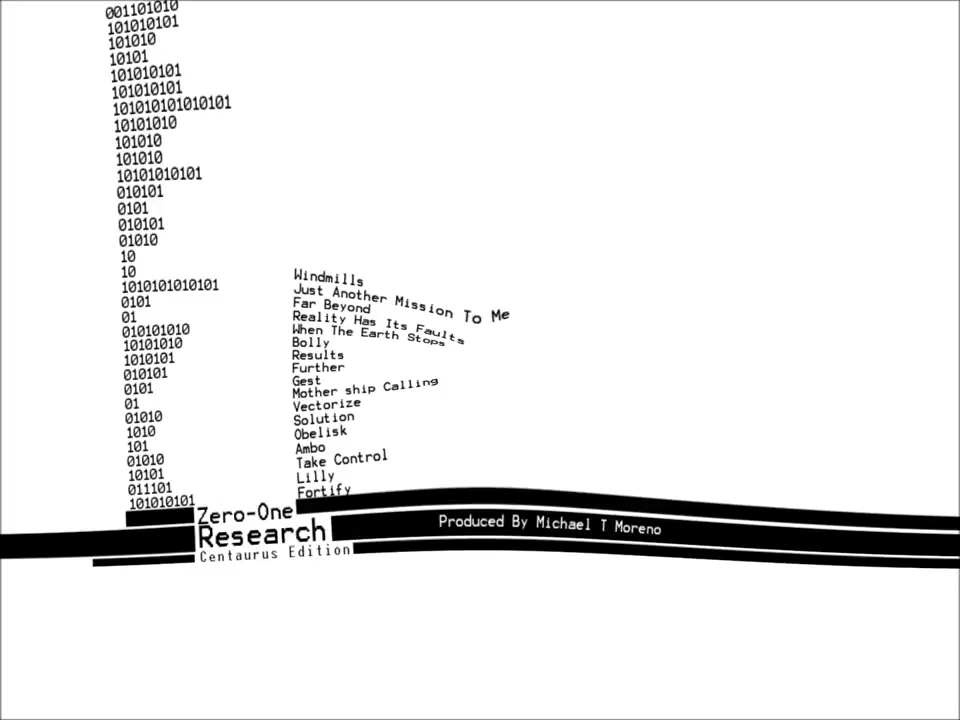 001101010
101010101
101010
10101
101010101
101010101
101010101010101
10101010
101010
101010
10101010101
010101
0101
010101
01010
10
10
1010101010101
0101
01
010101010
10101010
1010101
010101
0101
01
01010
1010
101
01010
10101
011101
101010101
Windmills
Just Another Mission To Me
Far Beyond
Reality Has Its Faults
When The Earth Stops
Bolly
Results
Further
Gest
Mother ship Calling
Vectorize
Solution
Obelisk
Ambo
Take Control
Lilly
Fortify
Zero-One
Research
Centaurus Edition
Produced By Michael T Moreno